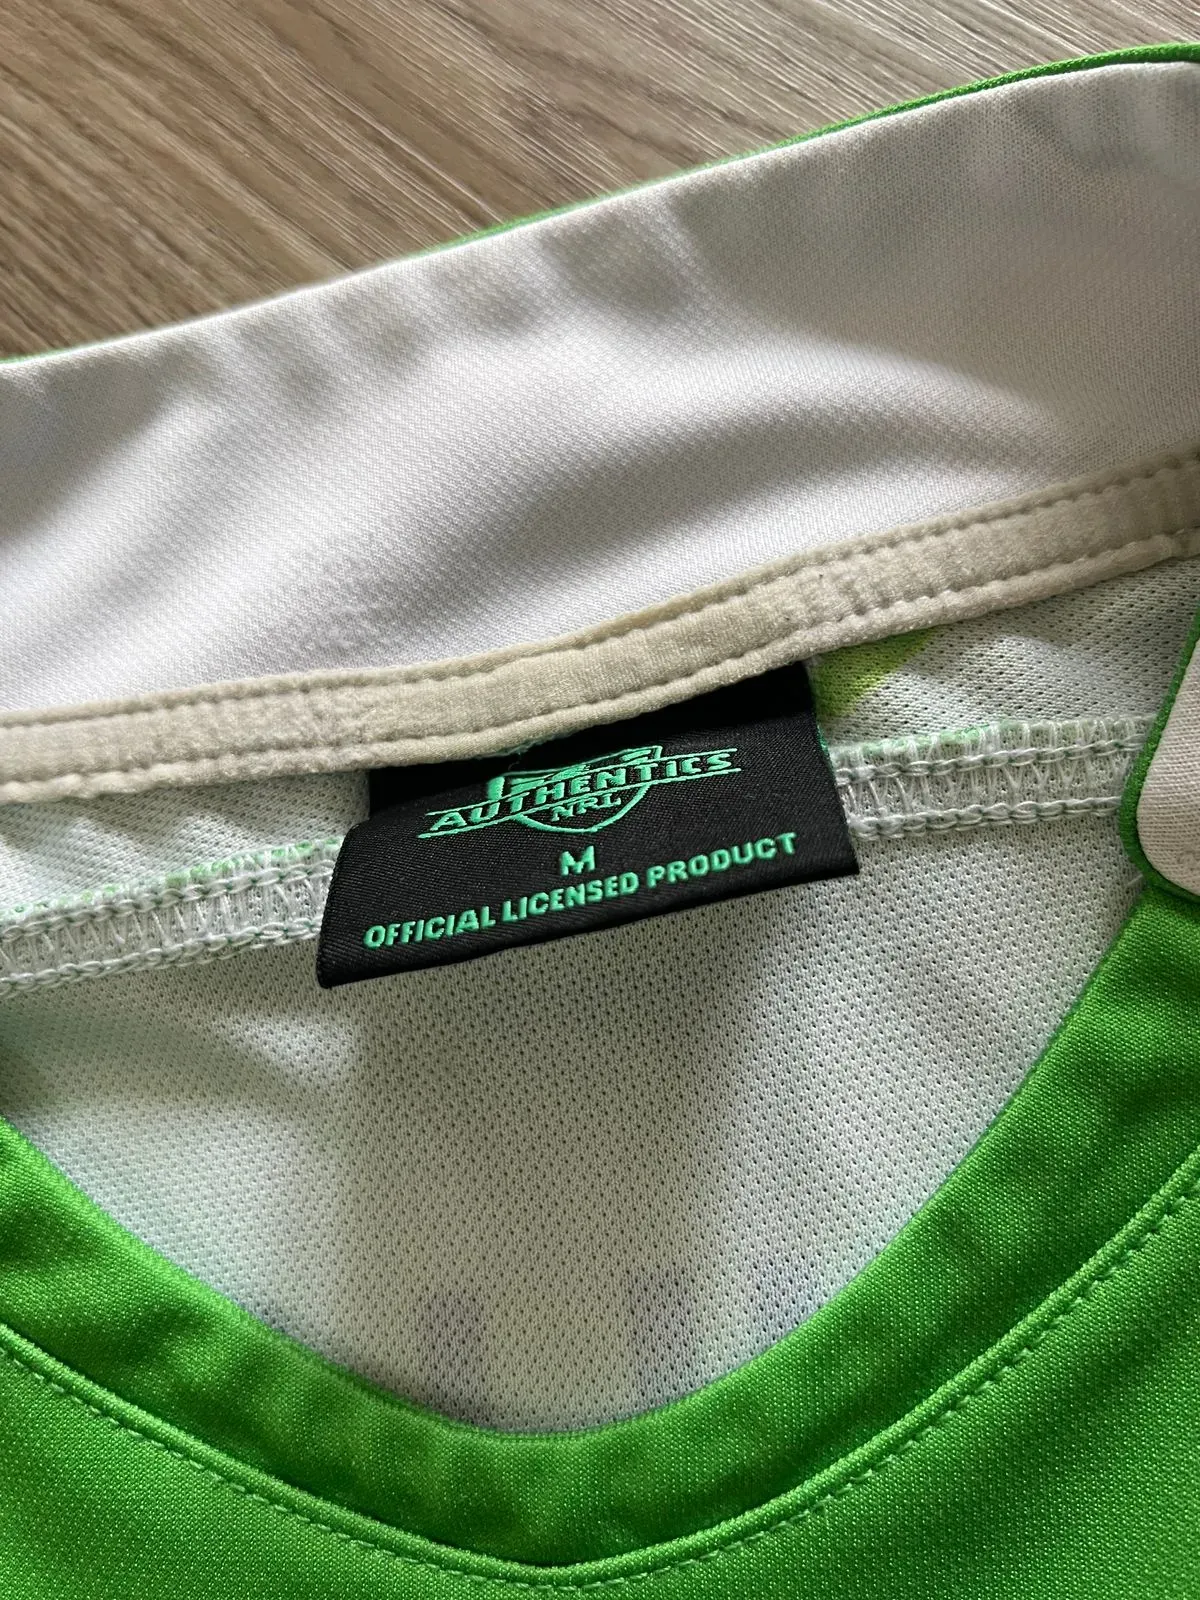 AUTHENTICS
NRL
M
OFFICIAL LICENSED PRODUCT